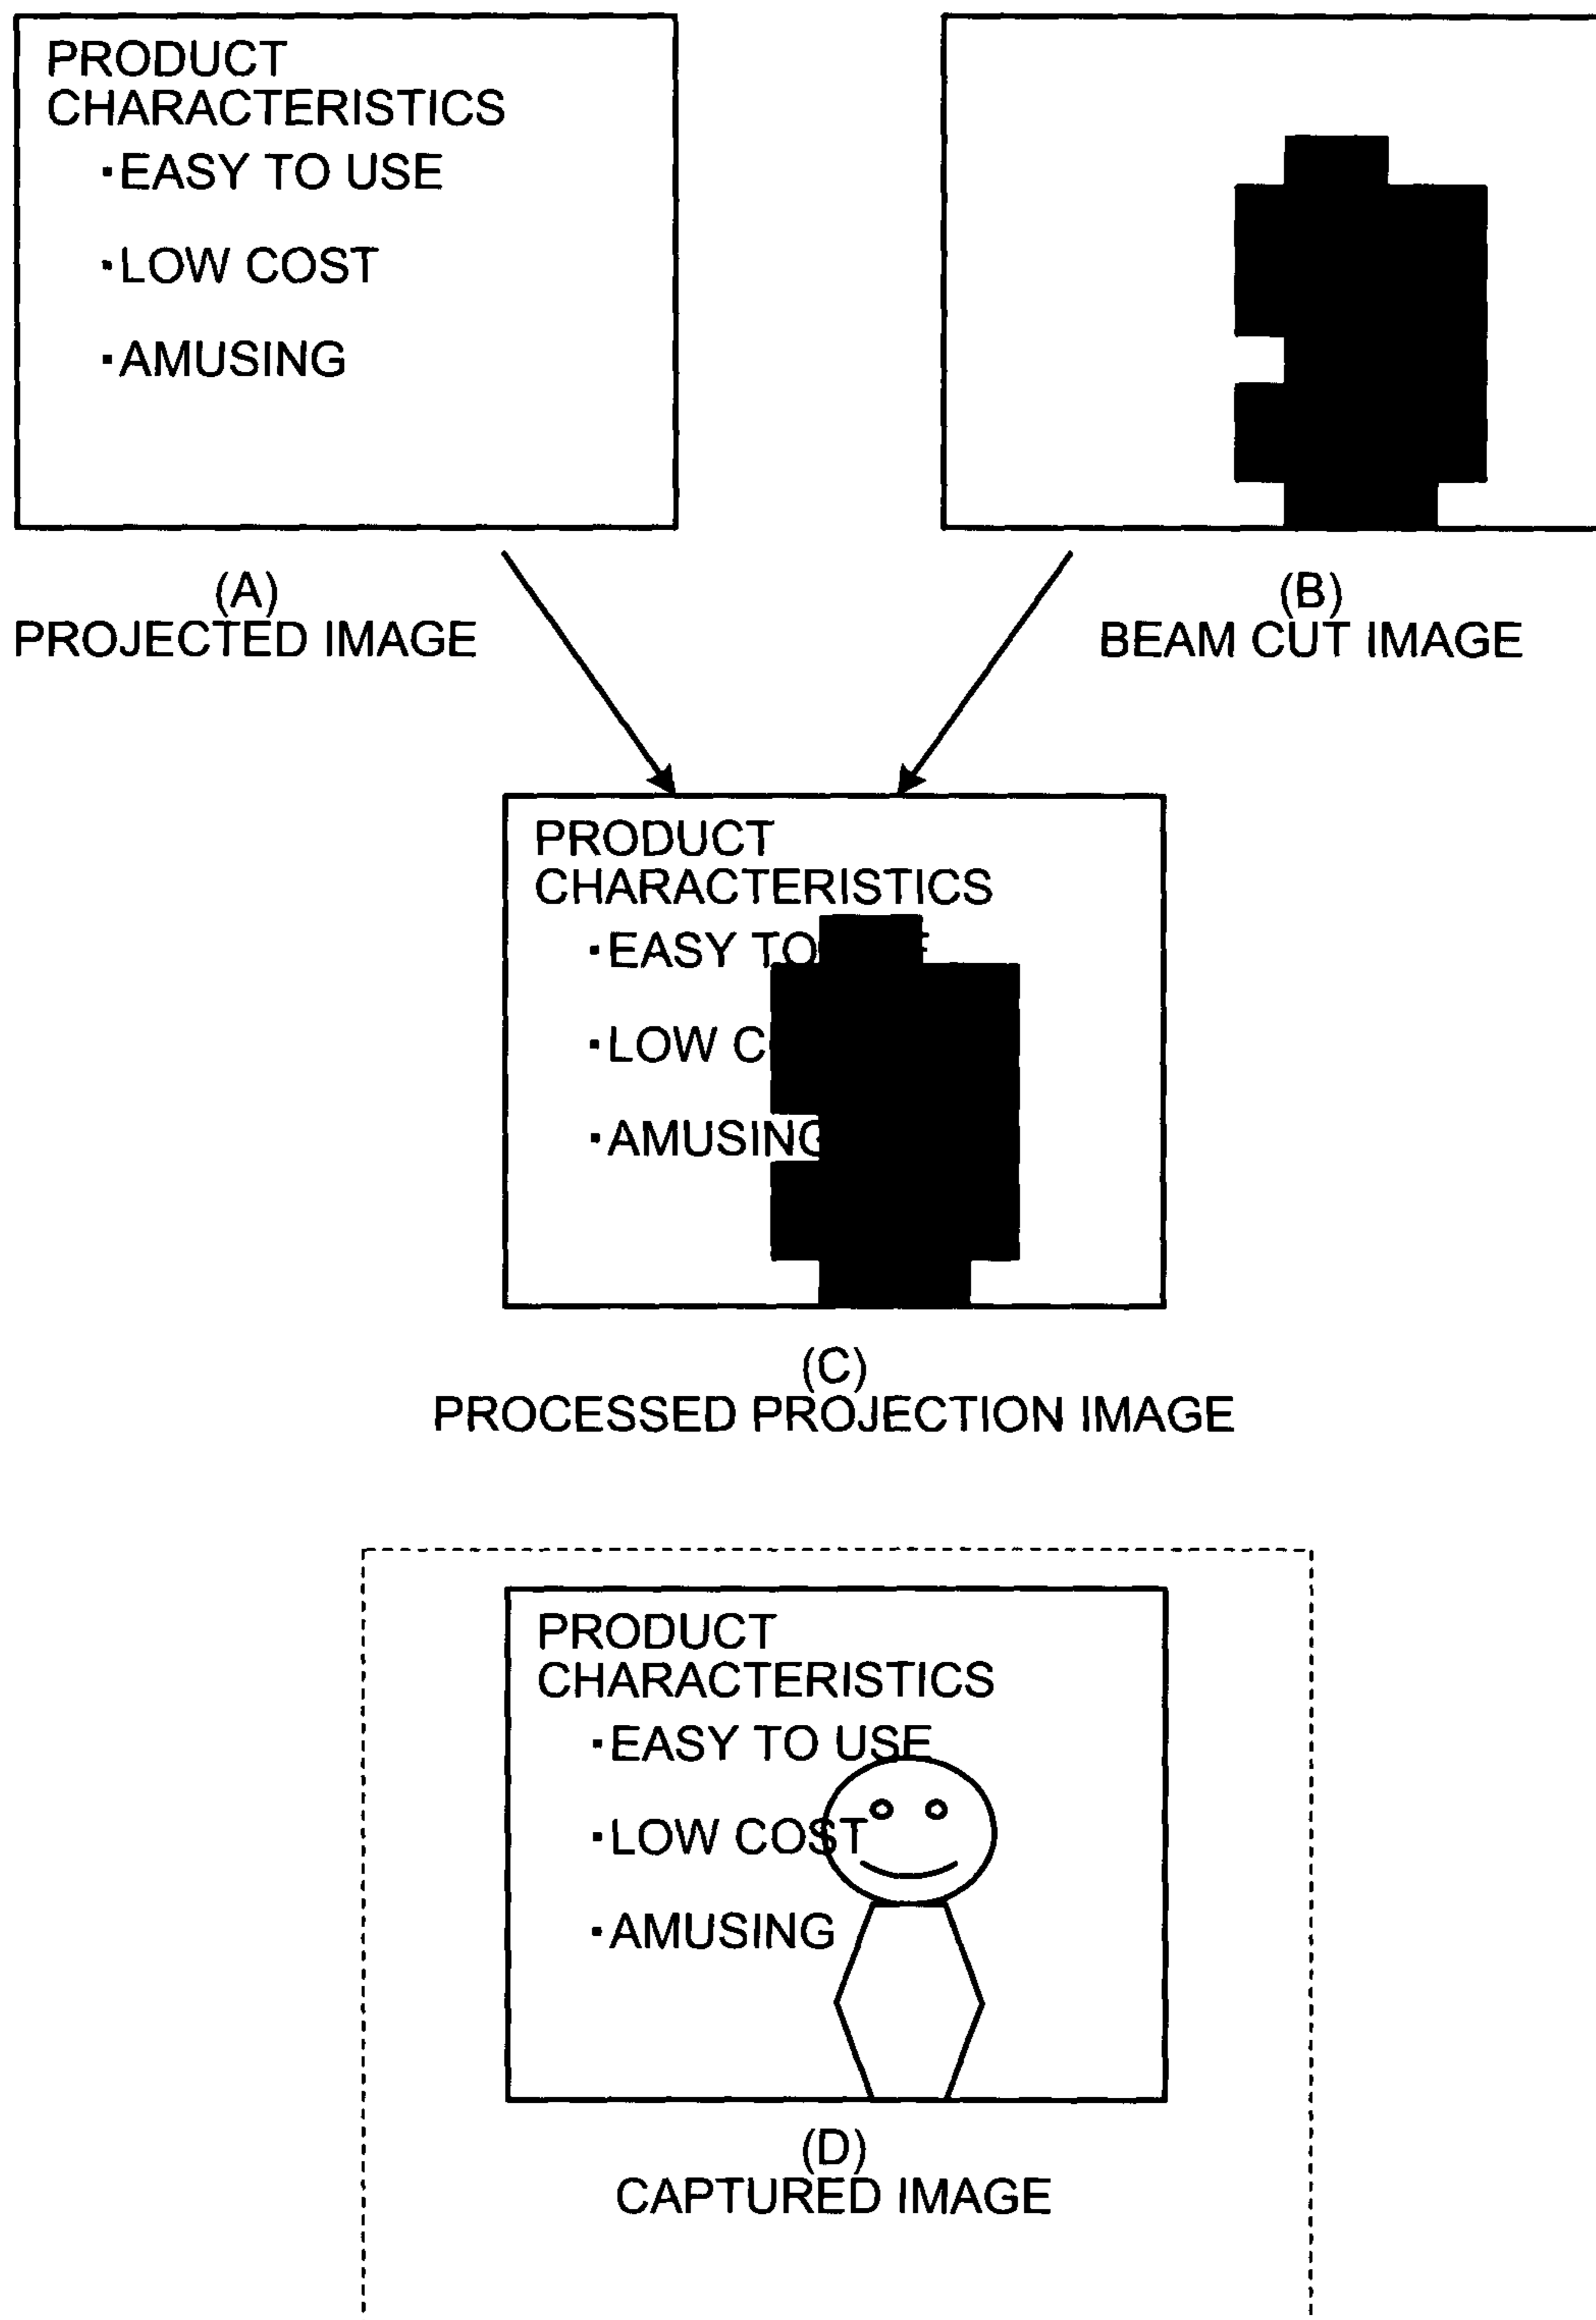 PRODUCT
CHARACTERISTICS
·EASY TO USE
·LOW COST
·AMUSING
(A)
PROJECTED IMAGE
(B)
BEAM CUT IMAGE
PRODUCT
CHARACTERISTICS
·EASY TO
·LOW C
·AMUSING
(C)
PROCESSED PROJECTION IMAGE
PRODUCT
CHARACTERISTICS
·EASY TO USE
·LOW COST
·AMUSING
(D)
CAPTURED IMAGE